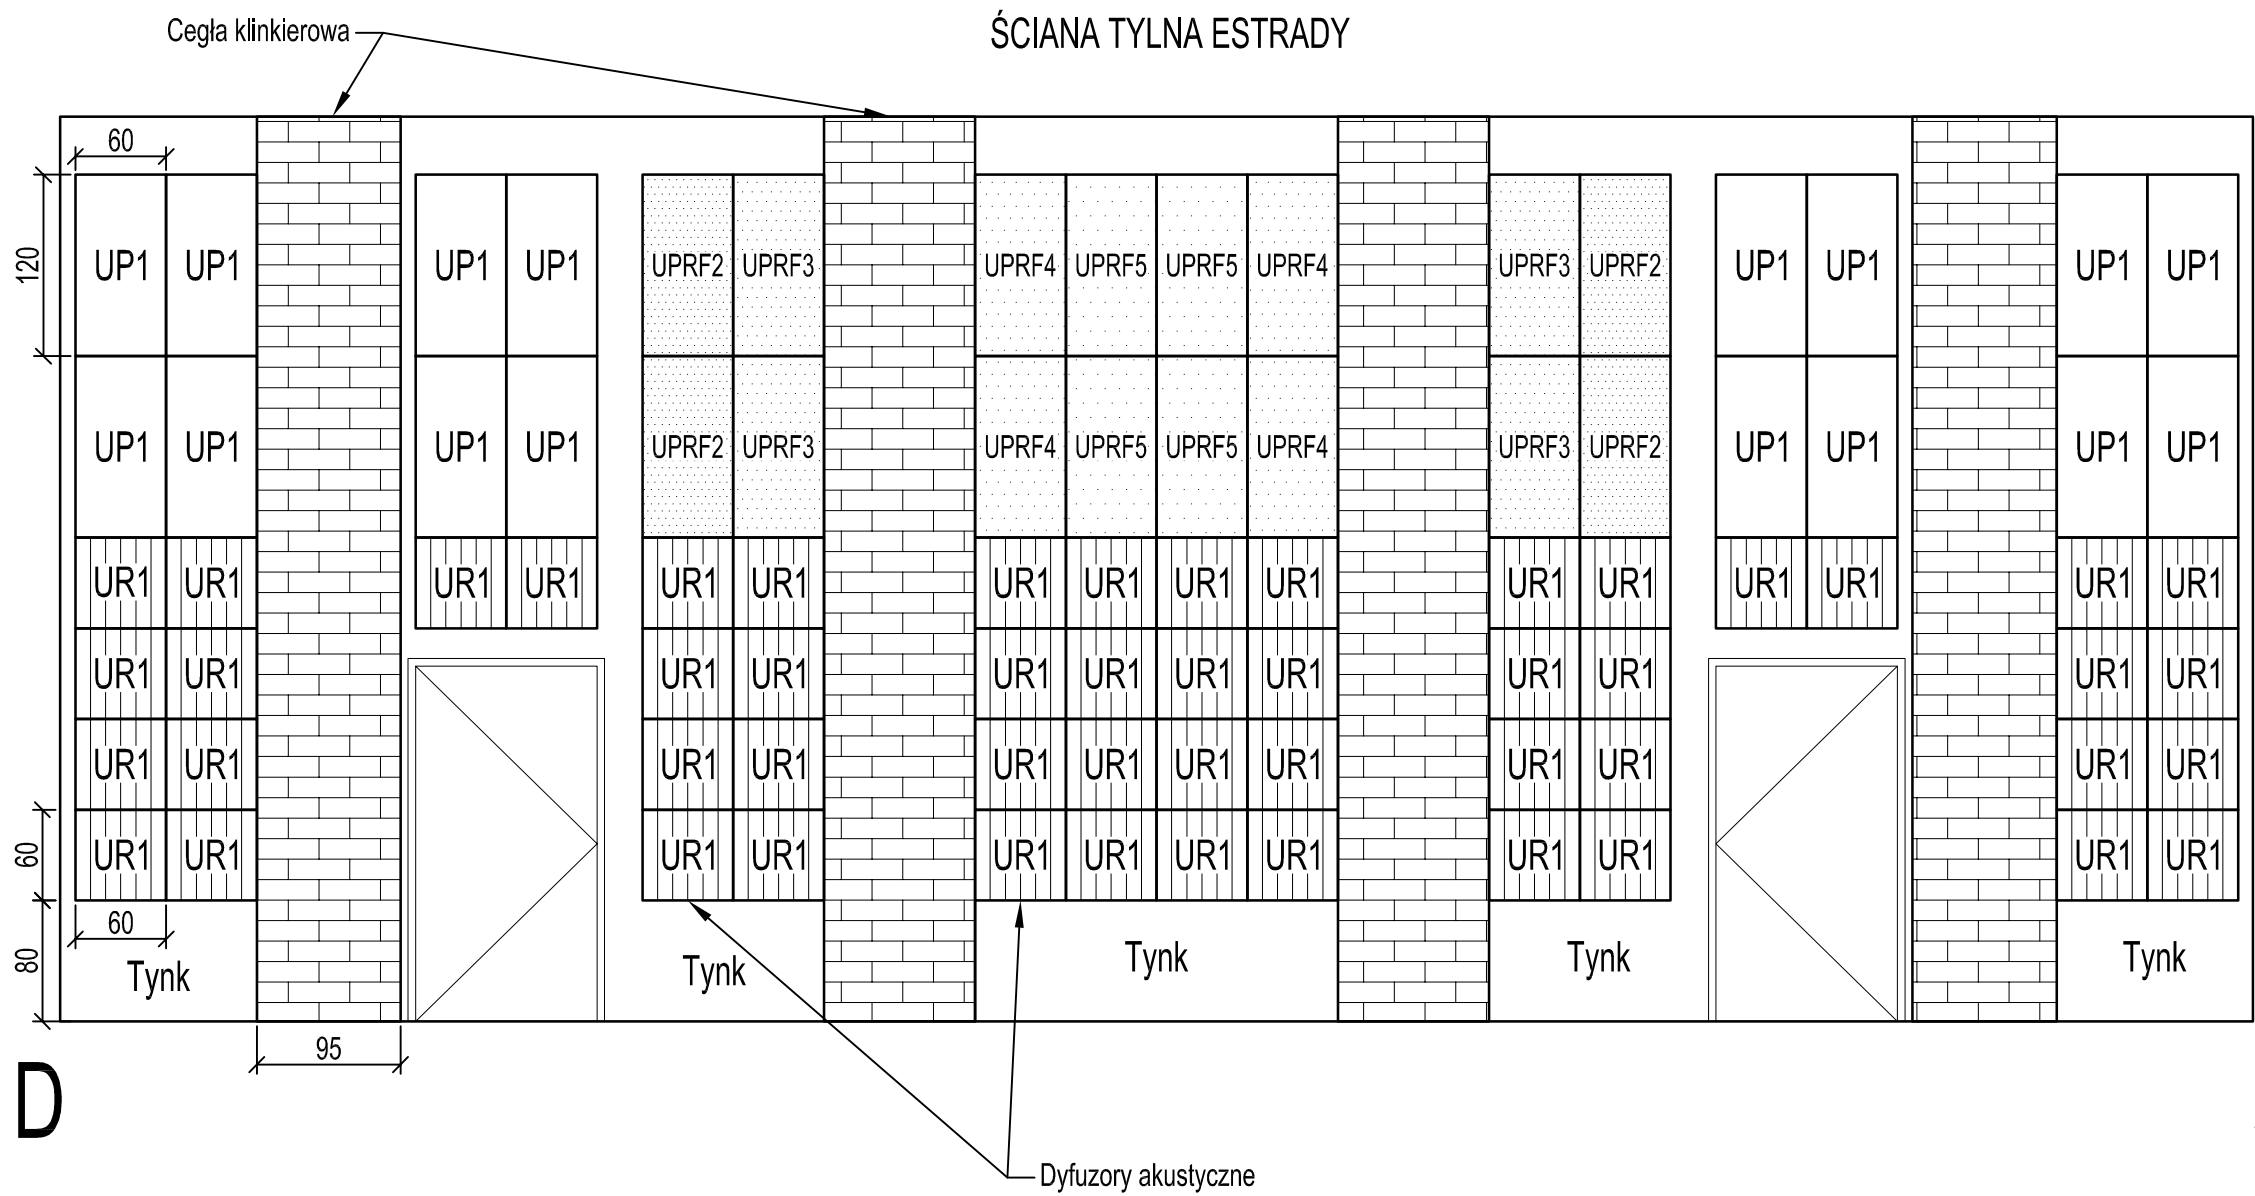 Cegła klinkierowa
ŚCIANA TYLNA ESTRADY
60
120
UP1 UP1 UP1 UP1 UPRF2 UPRF3 UPRF4 UPRF5 UPRF5 UPRF4 UPRF3 UPRF2 UP1 UP1 UP1 UP1
UP1 UP1 UP1 UP1 UPRF2 UPRF3 UPRF4 UPRF5 UPRF5 UPRF4 UPRF3 UPRF2 UP1 UP1 UP1 UP1
UR1 UR1 UR1 UR1 UR1 UR1 UR1 UR1 UR1 UR1 UR1 UR1 UR1 UR1 UR1 UR1
UR1 UR1 UR1 UR1 UR1 UR1 UR1 UR1 UR1 UR1 UR1 UR1
UR1 UR1 UR1 UR1 UR1 UR1 UR1 UR1 UR1 UR1 UR1 UR1
60
UR1 UR1 UR1 UR1 UR1 UR1 UR1 UR1 UR1 UR1 UR1 UR1
60
80
Tynk Tynk Tynk Tynk Tynk
95
D
Dyfuzory akustyczne